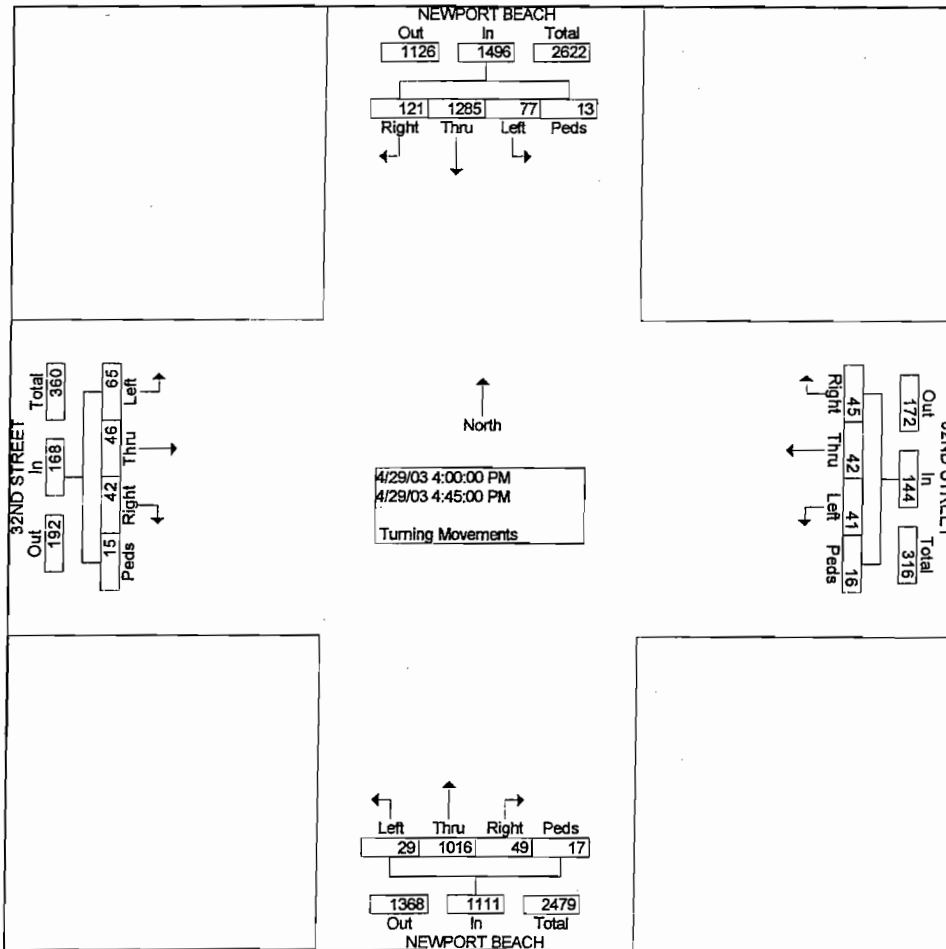 NEWPORT BEACH
Out In Total
1126 1496 2622
121 1285 77 13
Right Thru Left Peds
32ND STREET
Total In Out
360 168 192
65 46 42 15
Left Thru Right Peds
North
4/29/03 4:00:00 PM
4/29/03 4:45:00 PM
Turning Movements
Right Thru Left Peds
45 42 41 16
Out In Total
172 144 316
STREET
Left Thru Right Peds
29 1016 49 17
1368 1111 2479
Out In Total
NEWPORT BEACH